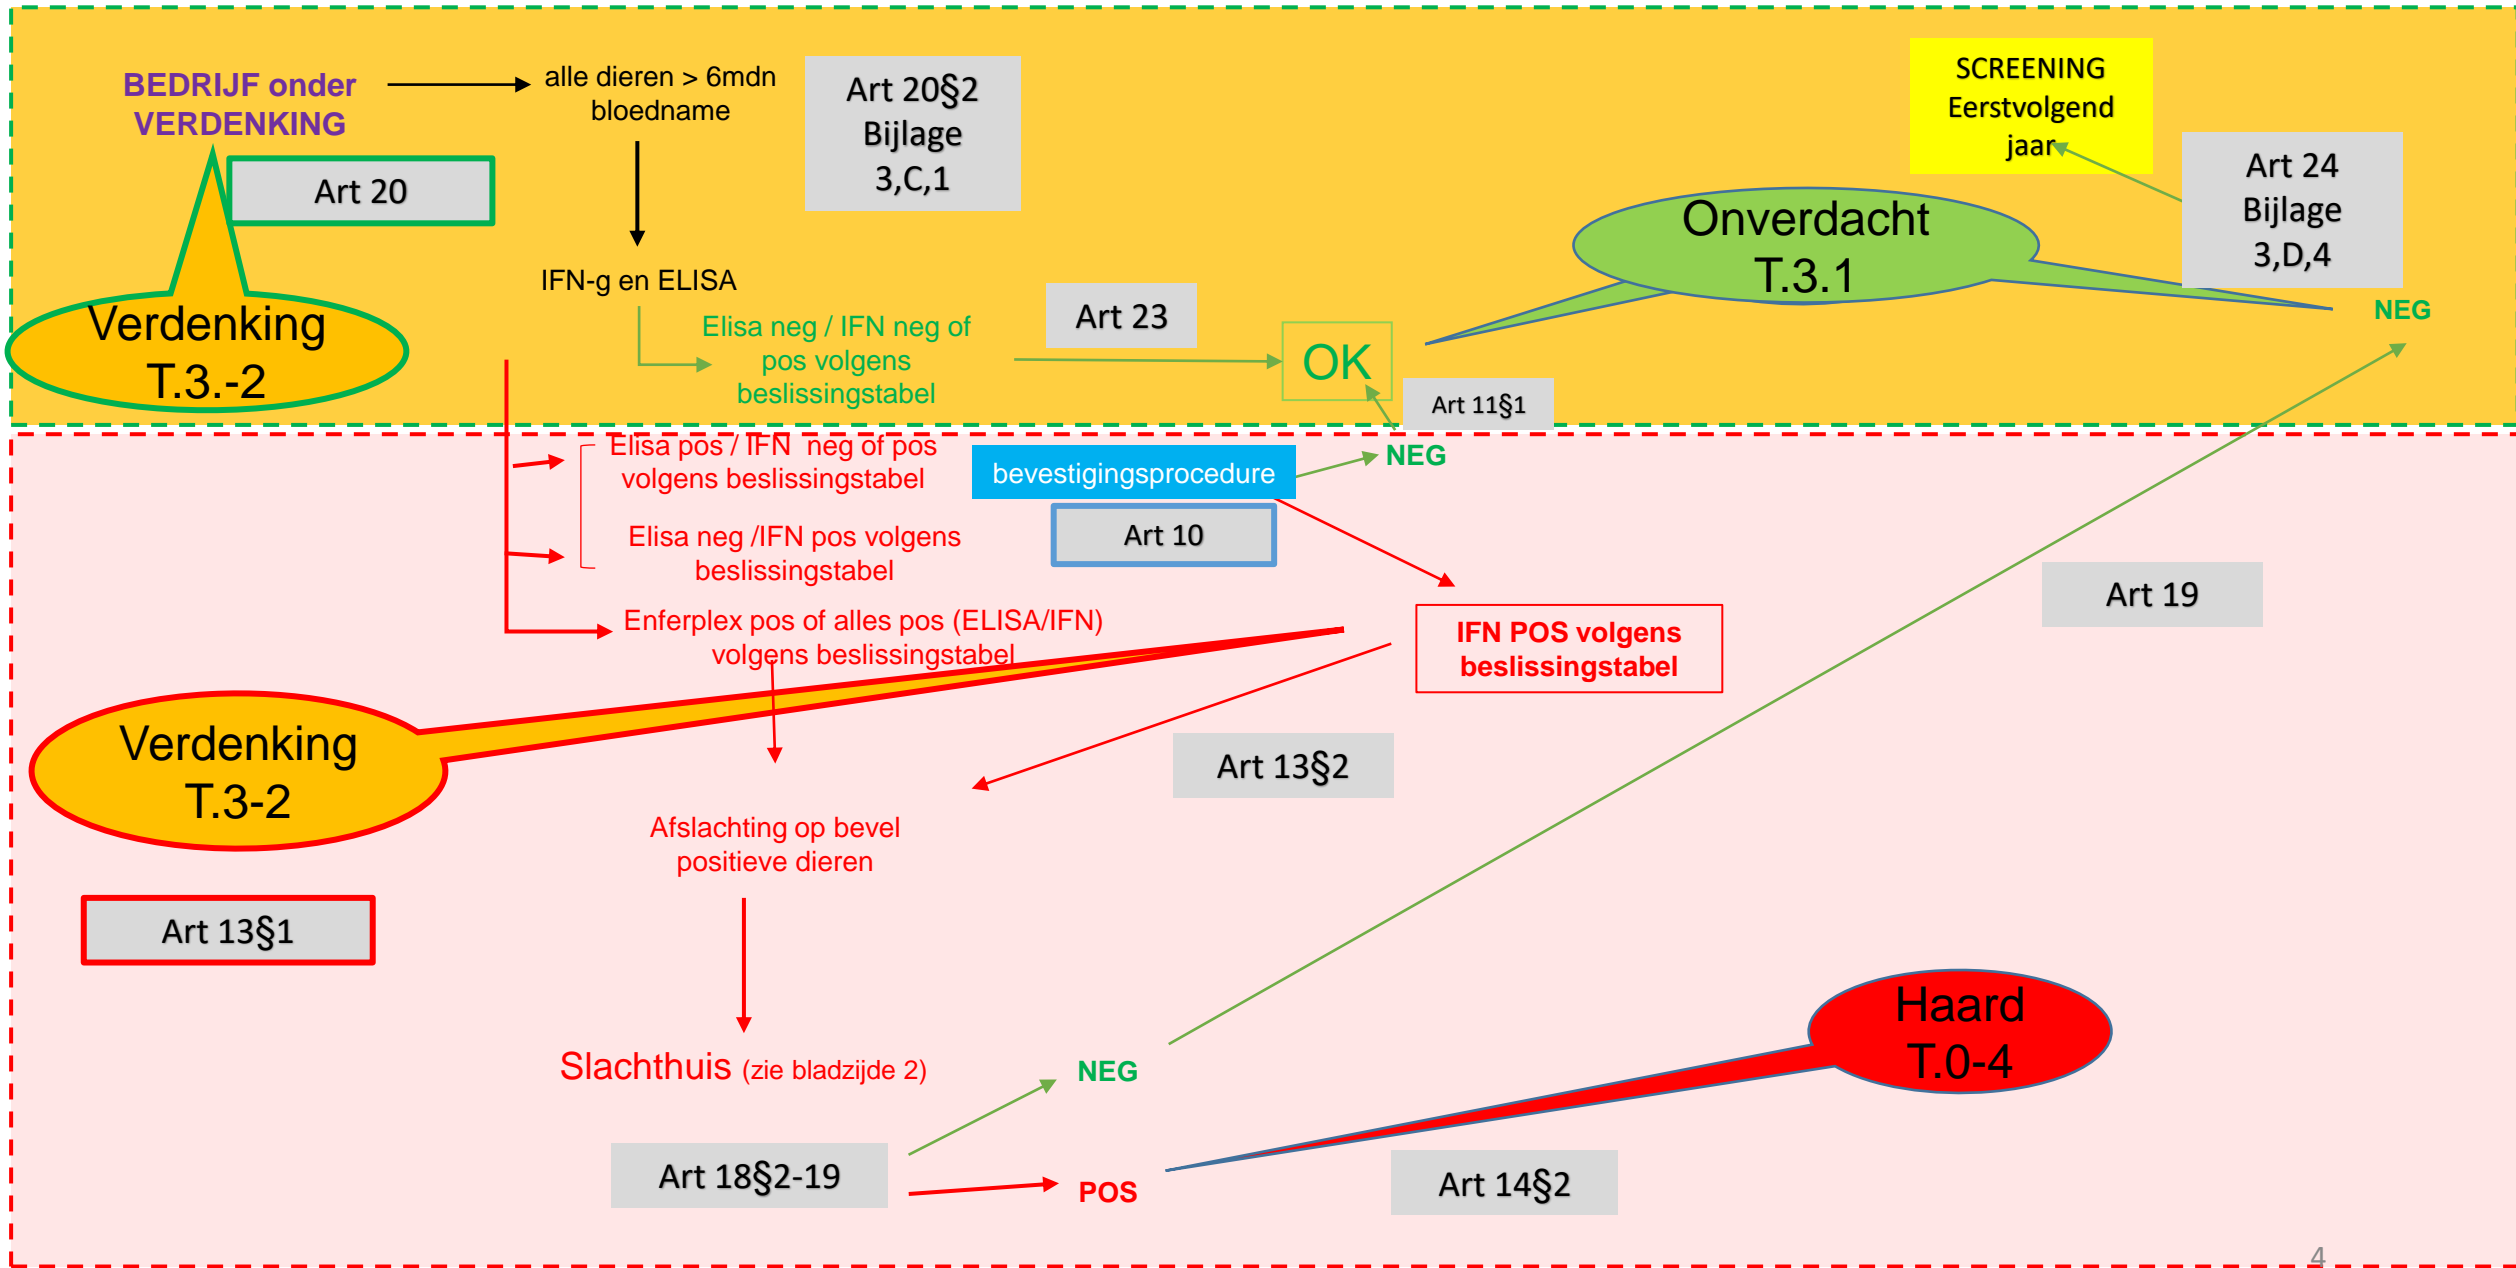 BEDRIJF onder
VERDENKING
alle dieren > 6mdn
bloedname
Art 20§2
Bijlage
3,C,1
SCREENING
Eerstvolgend
jaar
Art 24
Bijlage
3,D,4
Art 20
Onverdacht
T.3.1
IFN-g en ELISA
Verdenking
T.3.-2
Elisa neg / IFN neg of
pos volgens
beslissingstabel
Art 23
OK
NEG
Art 11§1
Elisa pos / IFN  neg of pos
volgens beslissingstabel
bevestigingsprocedure
NEG
Art 10
Elisa neg /IFN pos volgens
beslissingstabel
Art 19
Enferplex pos of alles pos (ELISA/IFN)
volgens beslissingstabel
IFN POS volgens
beslissingstabel
Verdenking
T.3-2
Art 13§2
Afslachting op bevel
positieve dieren
Art 13§1
Haard
T.0-4
Slachthuis (zie bladzijde 2)
NEG
Art 18§2-19
POS
Art 14§2
4